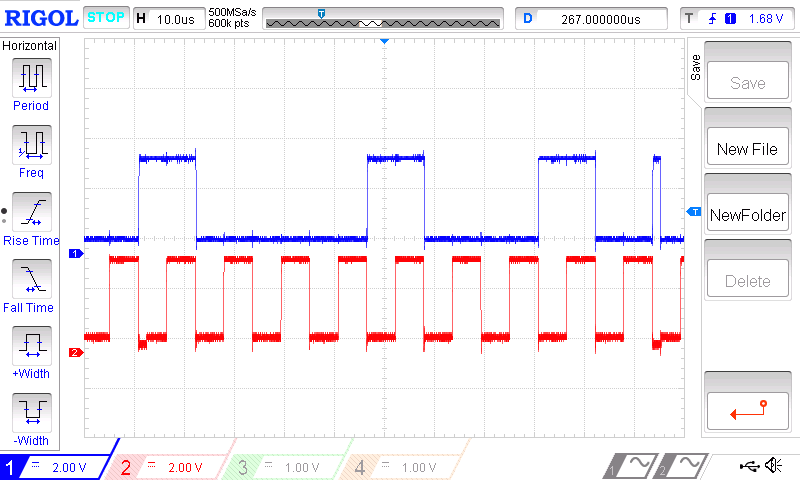 RIGOL STOP H 10.0us 500MSa/s 600k pts T D 267.000000us T 1 1.68 V
Horizontal
Period
Freq
Rise Time
Fall Time
+Width
-Width
T
1
2
Save
Save
New File
NewFolder
Delete
1 2.00 V 2 2.00 V 3 1.00 V 4 1.00 V 1 2